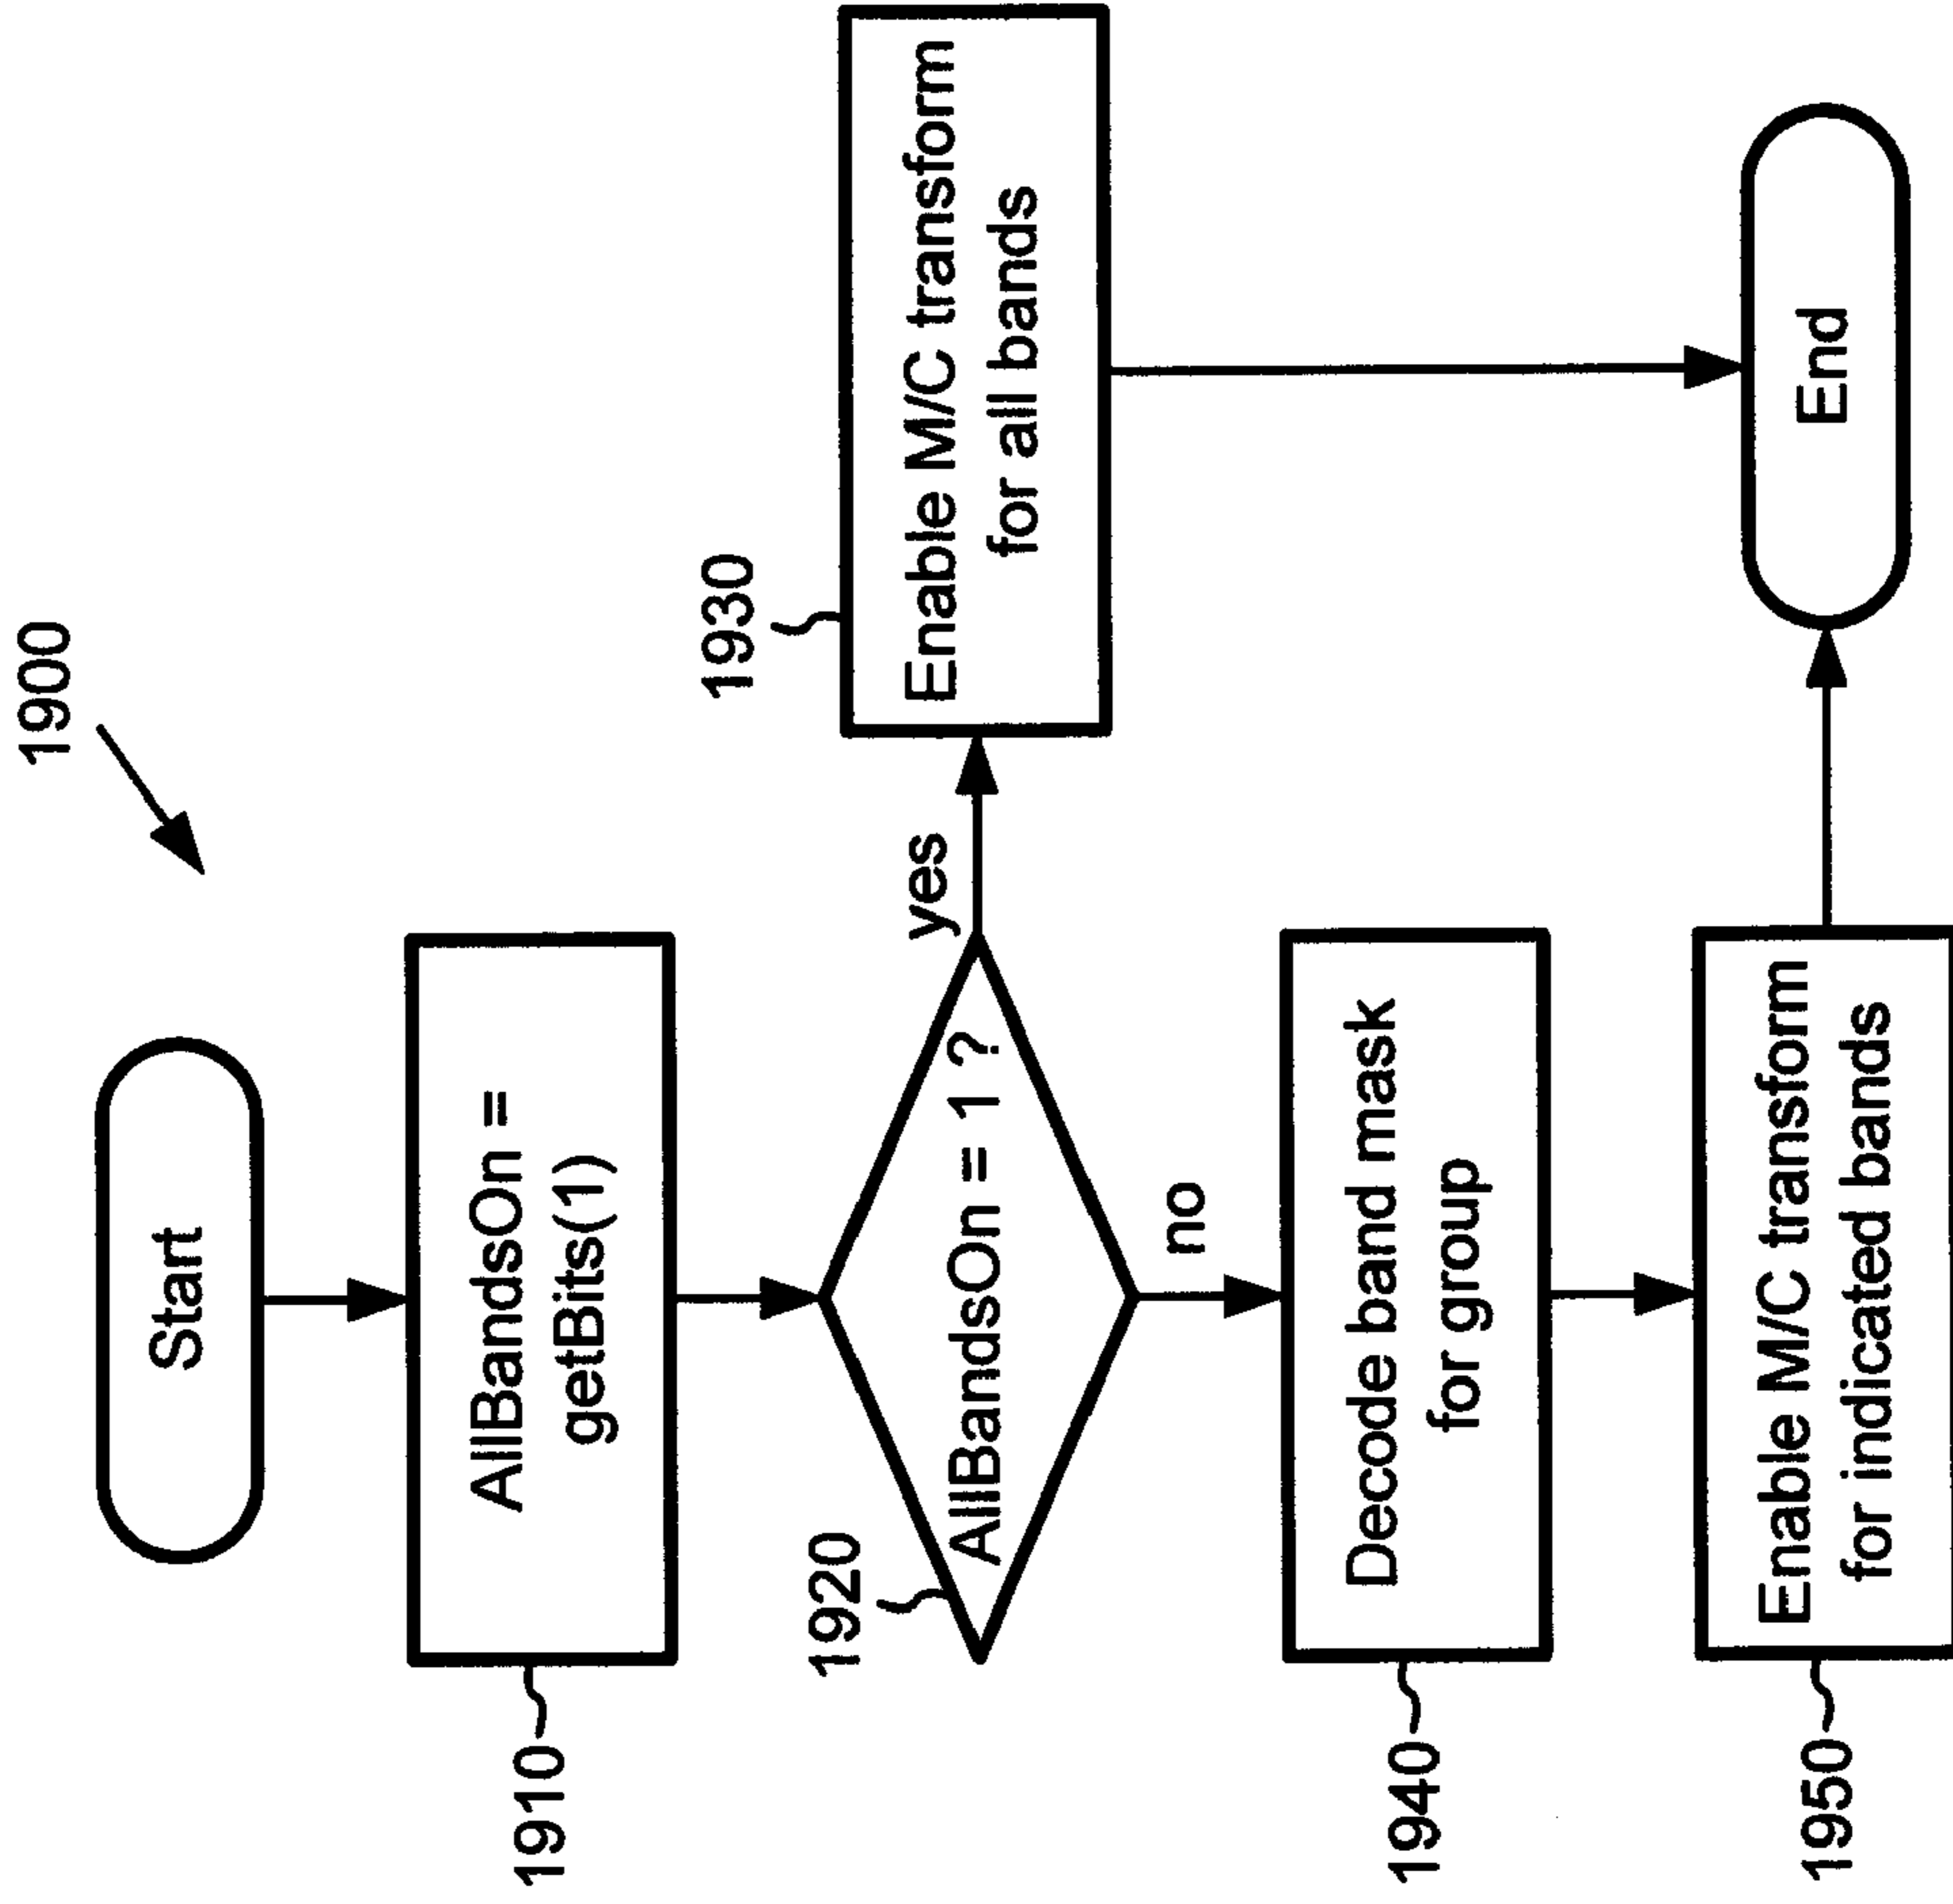 1900
Start
1910
AllBandsOn =
getBits(1)
1920
AllBandsOn = 1 ?
yes
1930
Enable M/C transform
for all bands
no
1940
Decode band mask
for group
1950
Enable M/C transform
for indicated bands
End